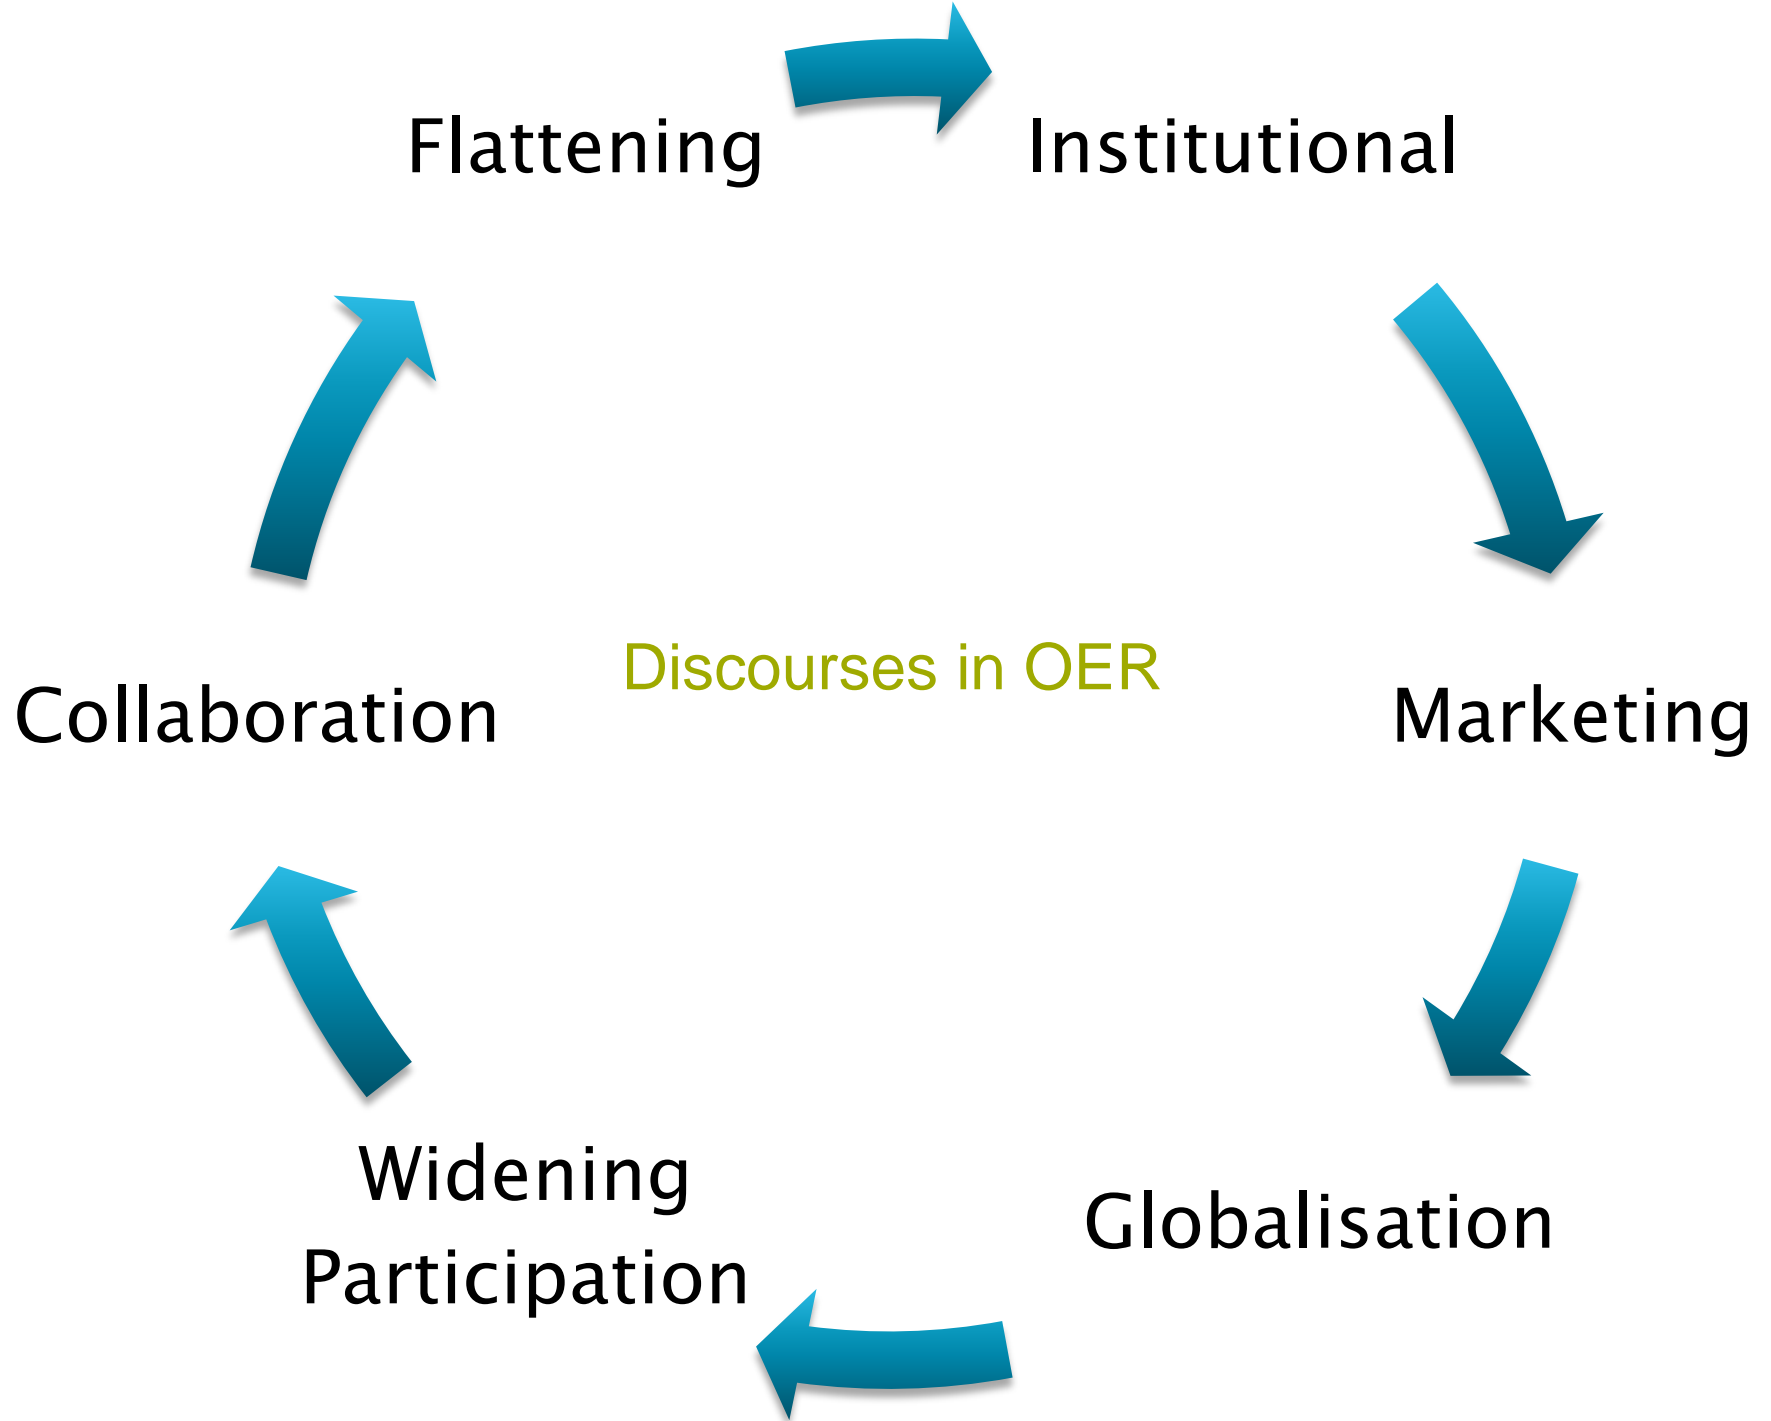 Flattening
Institutional
Discourses in OER
Collaboration
Marketing
Widening
Participation
Globalisation